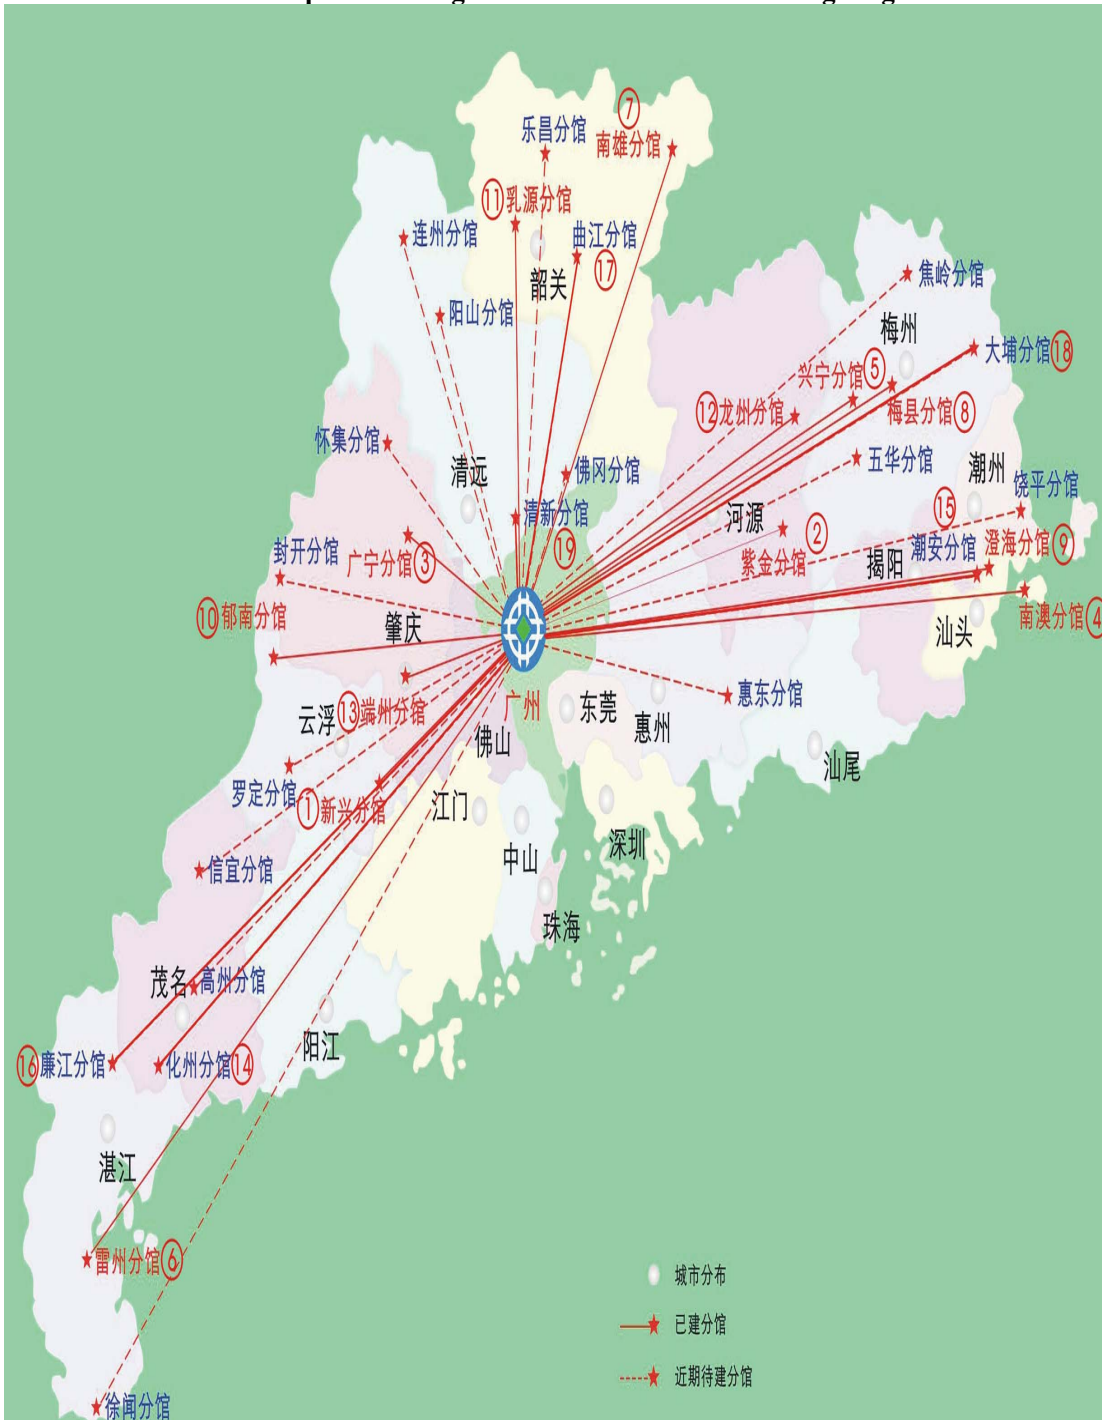 ⑦
乐昌分馆
南雄分馆
⑪乳源分馆
连州分馆
曲江分馆
⑰
韶关
焦岭分馆
阳山分馆
梅州
大埔分馆⑱
兴宁分馆⑤
⑫龙州分馆
梅县分馆⑧
怀集分馆
清远
佛冈分馆
五华分馆
潮州
饶平分馆
⑮
清新分馆
⑲
河源
②
紫金分馆
封开分馆
广宁分馆③
揭阳
潮安分馆
澄海分馆⑨
⑩郁南分馆
肇庆
南澳分馆④
汕头
惠东分馆
⑬端州分馆
广州
云浮
东莞
惠州
佛山
汕尾
罗定分馆
①新兴分馆
江门
深圳
中山
信宜分馆
珠海
茂名
高州分馆
阳江
⑯廉江分馆
化州分馆⑭
湛江
雷州分馆⑥
城市分布
已建分馆
近期待建分馆
徐闻分馆